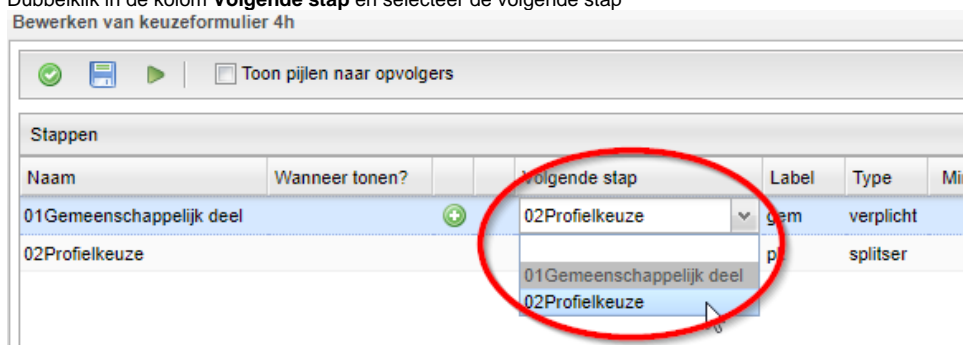 Dubbelklik in de kolom Volgende stap en selecteer de volgende stap
Bewerken van keuzeformulier 4h
Toon pijlen naar opvolgers
Stappen
Naam Wanneer tonen? Volgende stap Label Type
01Gemeenschappelijk deel 02Profielkeuze gem verplicht
02Profielkeuze splitser
01Gemeenschappelijk deel
02Profielkeuze